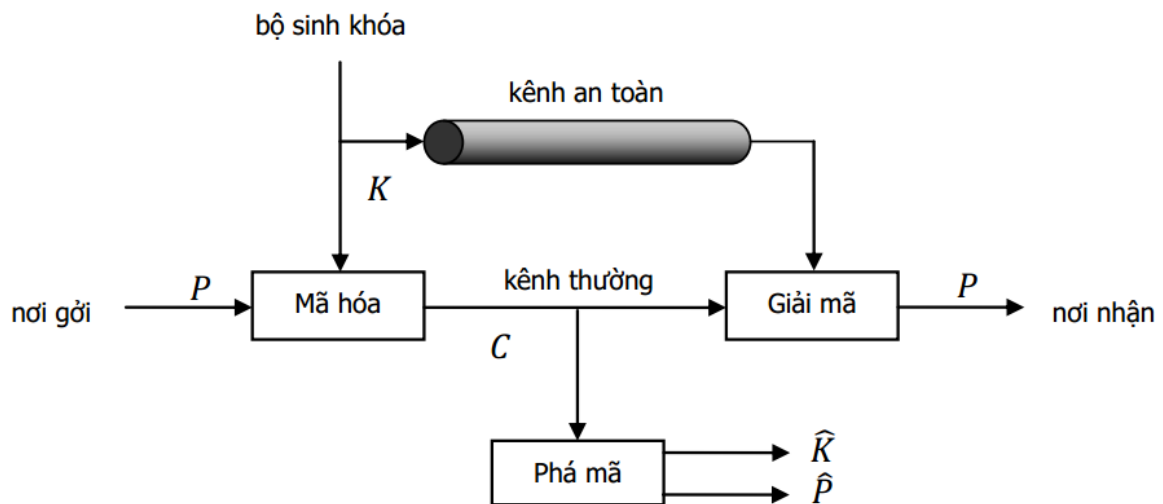 bộ sinh khóa
kênh an toàn
K
nơi gởi
P
Mã hóa
kênh thường
C
Giải mã
P
nơi nhận
Phá mã
K̂
P̂